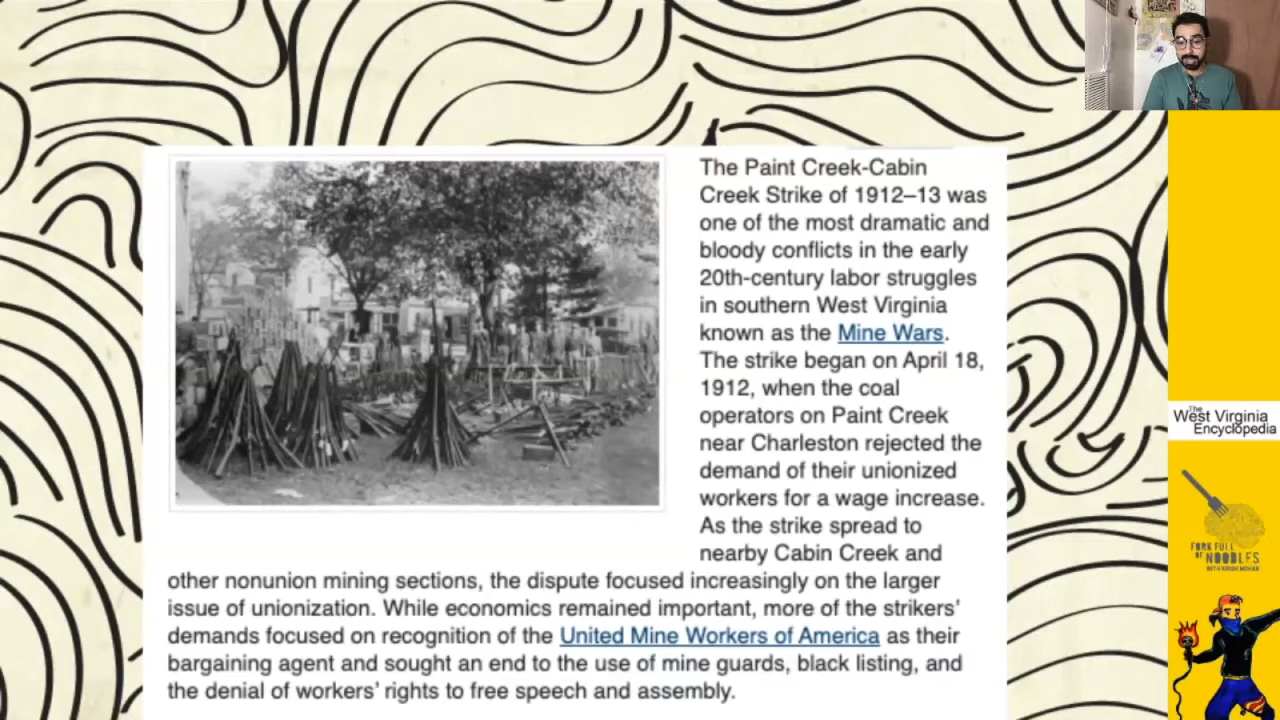 The Paint Creek-Cabin
Creek Strike of 1912–13 was
one of the most dramatic and
bloody conflicts in the early
20th-century labor struggles
in southern West Virginia
known as the Mine Wars.
The strike began on April 18,
1912, when the coal
operators on Paint Creek
near Charleston rejected the
demand of their unionized
workers for a wage increase.
As the strike spread to
nearby Cabin Creek and
other nonunion mining sections, the dispute focused increasingly on the larger
issue of unionization. While economics remained important, more of the strikers’
demands focused on recognition of the United Mine Workers of America as their
bargaining agent and sought an end to the use of mine guards, black listing, and
the denial of workers’ rights to free speech and assembly.
The
West Virginia
Encyclopedia
FORK FULL
OF NOODLES
WITH KRISH MOHAN